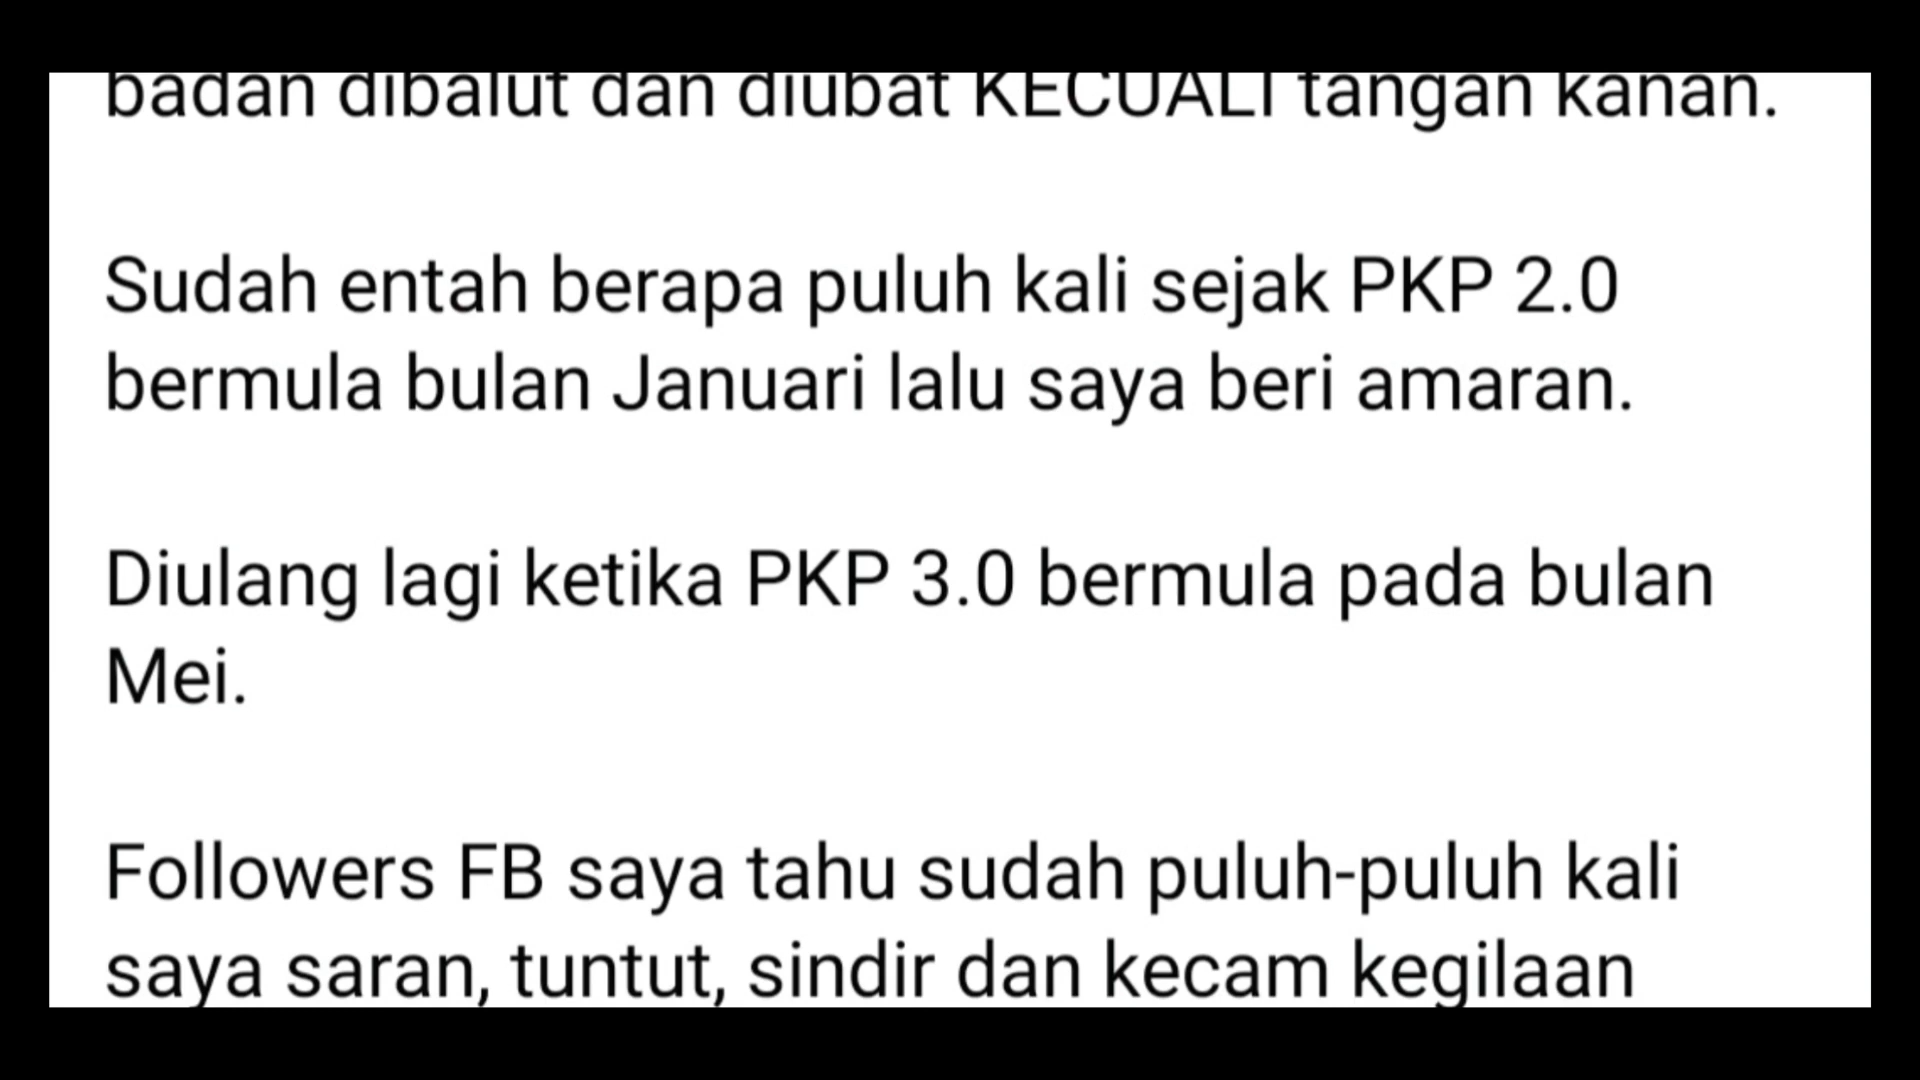 badan dibalut dan diubat KECUALI tangan kanan.
Sudah entah berapa puluh kali sejak PKP 2.0
bermula bulan Januari lalu saya beri amaran.
Diulang lagi ketika PKP 3.0 bermula pada bulan
Mei.
Followers FB saya tahu sudah puluh-puluh kali
saya saran, tuntut, sindir dan kecam kegilaan